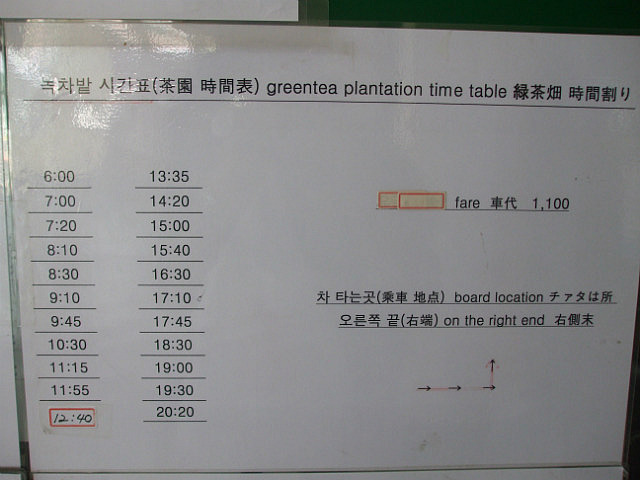 녹차밭 시간표(茶園 時間表) greentea plantation time table 緑茶畑 時間割り
6:00 13:35
7:00 14:20
7:20 15:00
8:10 15:40
8:30 16:30
9:10 17:10
9:45 17:45
10:30 18:30
11:15 19:00
11:55 19:30
12:40 20:20
fare 車代 1,100
차 타는곳(乘車 地点) board location チァタは所
오른쪽 끝(右端) on the right end 右側末